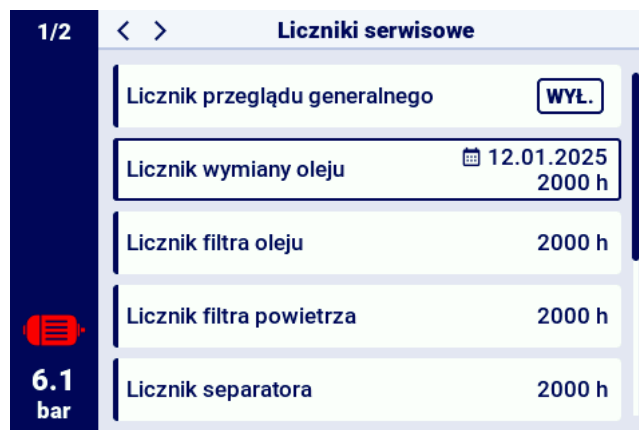 1/2
Liczniki serwisowe
Licznik przeglądu generalnego
WYŁ.
Licznik wymiany oleju
12.01.2025
2000 h
Licznik filtra oleju
2000 h
Licznik filtra powietrza
2000 h
Licznik separatora
2000 h
6.1
bar